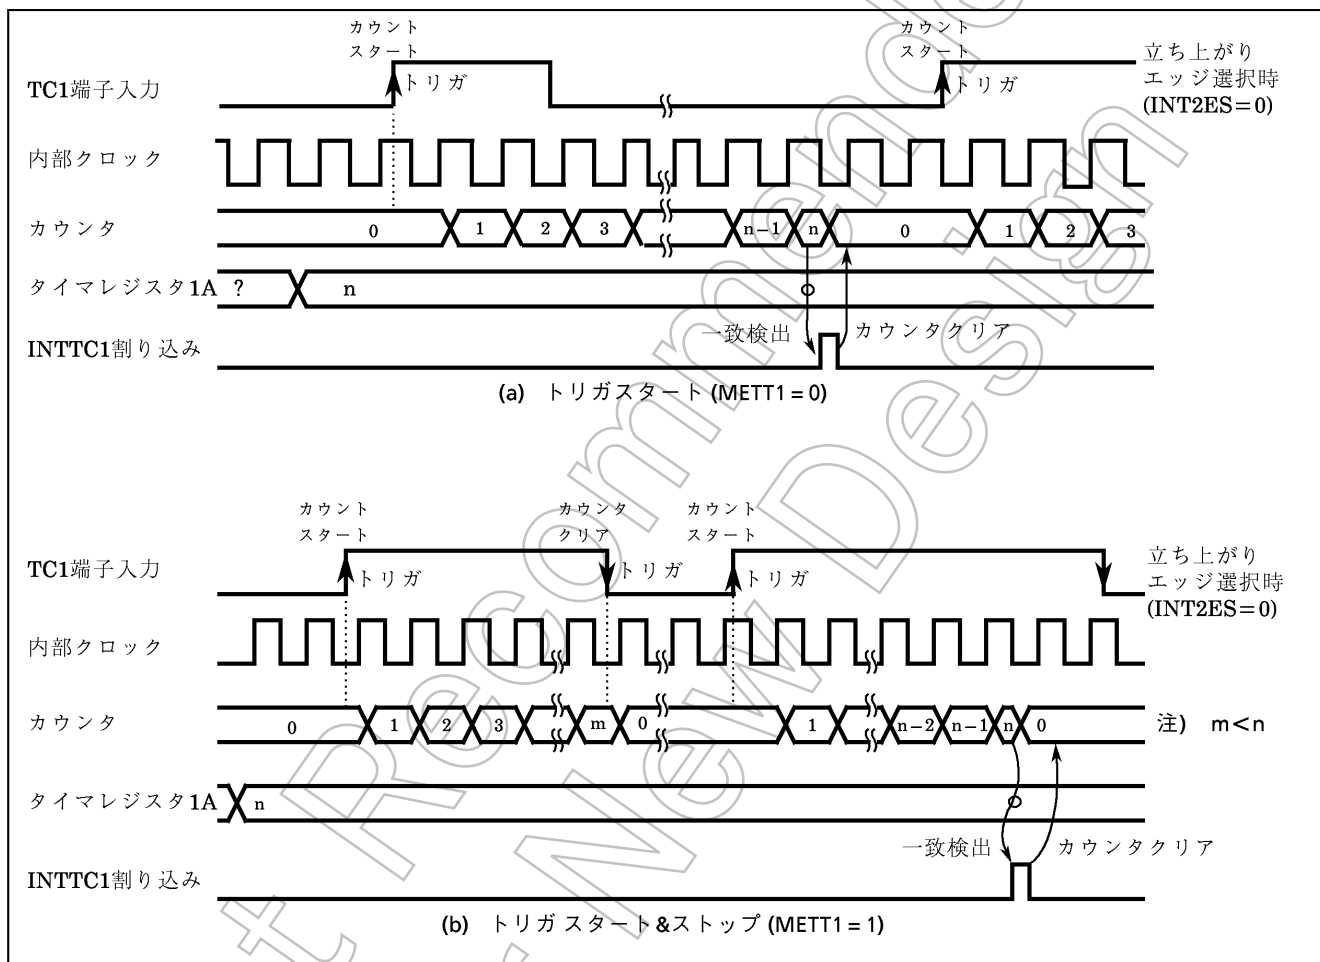 カウント
スタート
カウント
スタート
TC1端子入力
トリガ
トリガ
立ち上がり
エッジ選択時
(INT2ES=0)
内部クロック
カウンタ
0 1 2 3 n-1 n 0 1 2 3
タイマレジスタ1A
? n
一致検出
カウンタクリア
INTTC1割り込み
(a) トリガスタート (METT1 = 0)
カウント
スタート
カウンタ
クリア
カウント
スタート
TC1端子入力
トリガ
トリガ
トリガ
立ち上がり
エッジ選択時
(INT2ES=0)
内部クロック
カウンタ
0 1 2 3 m 0 1 n-2 n-1 n 0
注) m<n
タイマレジスタ1A
n
一致検出
カウンタクリア
INTTC1割り込み
(b) トリガ スタート&ストップ (METT1 = 1)
t Recommende
New Design